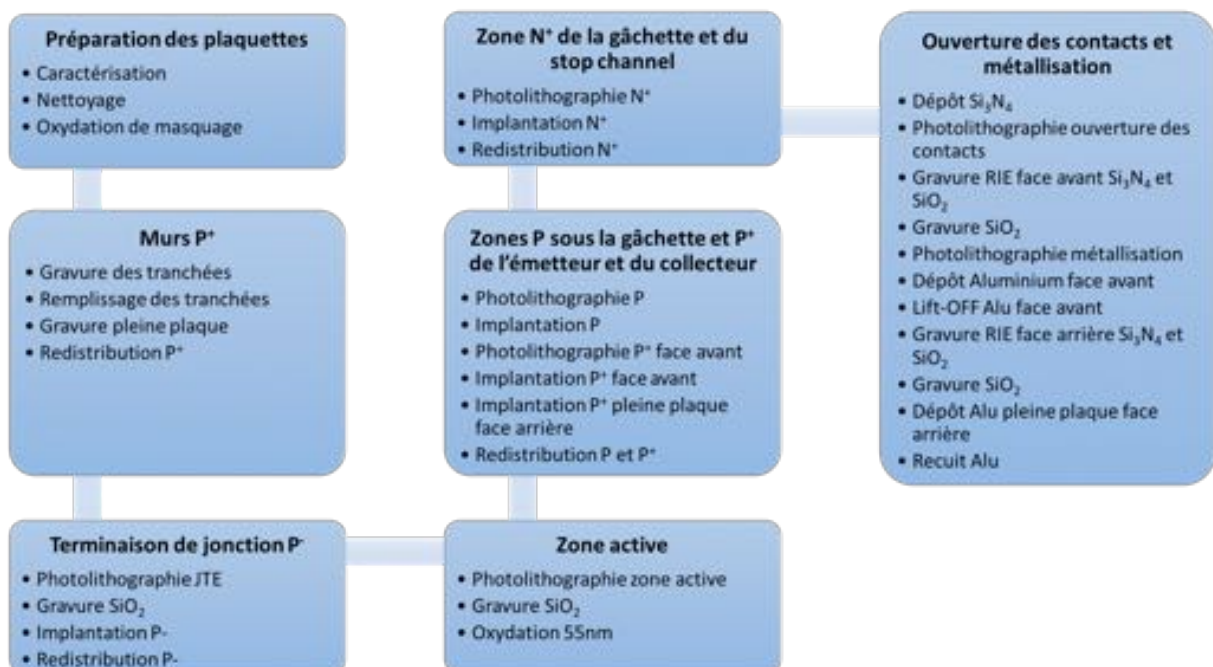 Préparation des plaquettes
• Caractérisation
• Nettoyage
• Oxydation de masquage
Murs P⁺
• Gravure des tranchées
• Remplissage des tranchées
• Gravure pleine plaque
• Redistribution P⁺
Terminaison de jonction P⁻
• Photolithographie JTE
• Gravure SiO₂
• Implantation P-
• Redistribution P-
Zone active
• Photolithographie zone active
• Gravure SiO₂
• Oxydation 55nm
Zones P sous la gâchette et P⁺
de l'émetteur et du collecteur
• Photolithographie P
• Implantation P
• Photolithographie P⁺ face avant
• Implantation P⁺ face avant
• Implantation P⁺ pleine plaque
face arrière
• Redistribution P et P⁺
Zone N⁺ de la gâchette et du
stop channel
• Photolithographie N⁺
• Implantation N⁺
• Redistribution N⁺
Ouverture des contacts et
métallisation
• Dépôt Si₃N₄
• Photolithographie ouverture des
contacts
• Gravure RIE face avant Si₃N₄ et
SiO₂
• Gravure SiO₂
• Photolithographie métallisation
• Dépôt Aluminium face avant
• Lift-OFF Alu face avant
• Gravure RIE face arrière Si₃N₄ et
SiO₂
• Gravure SiO₂
• Dépôt Alu pleine plaque face
arrière
• Recuit Alu